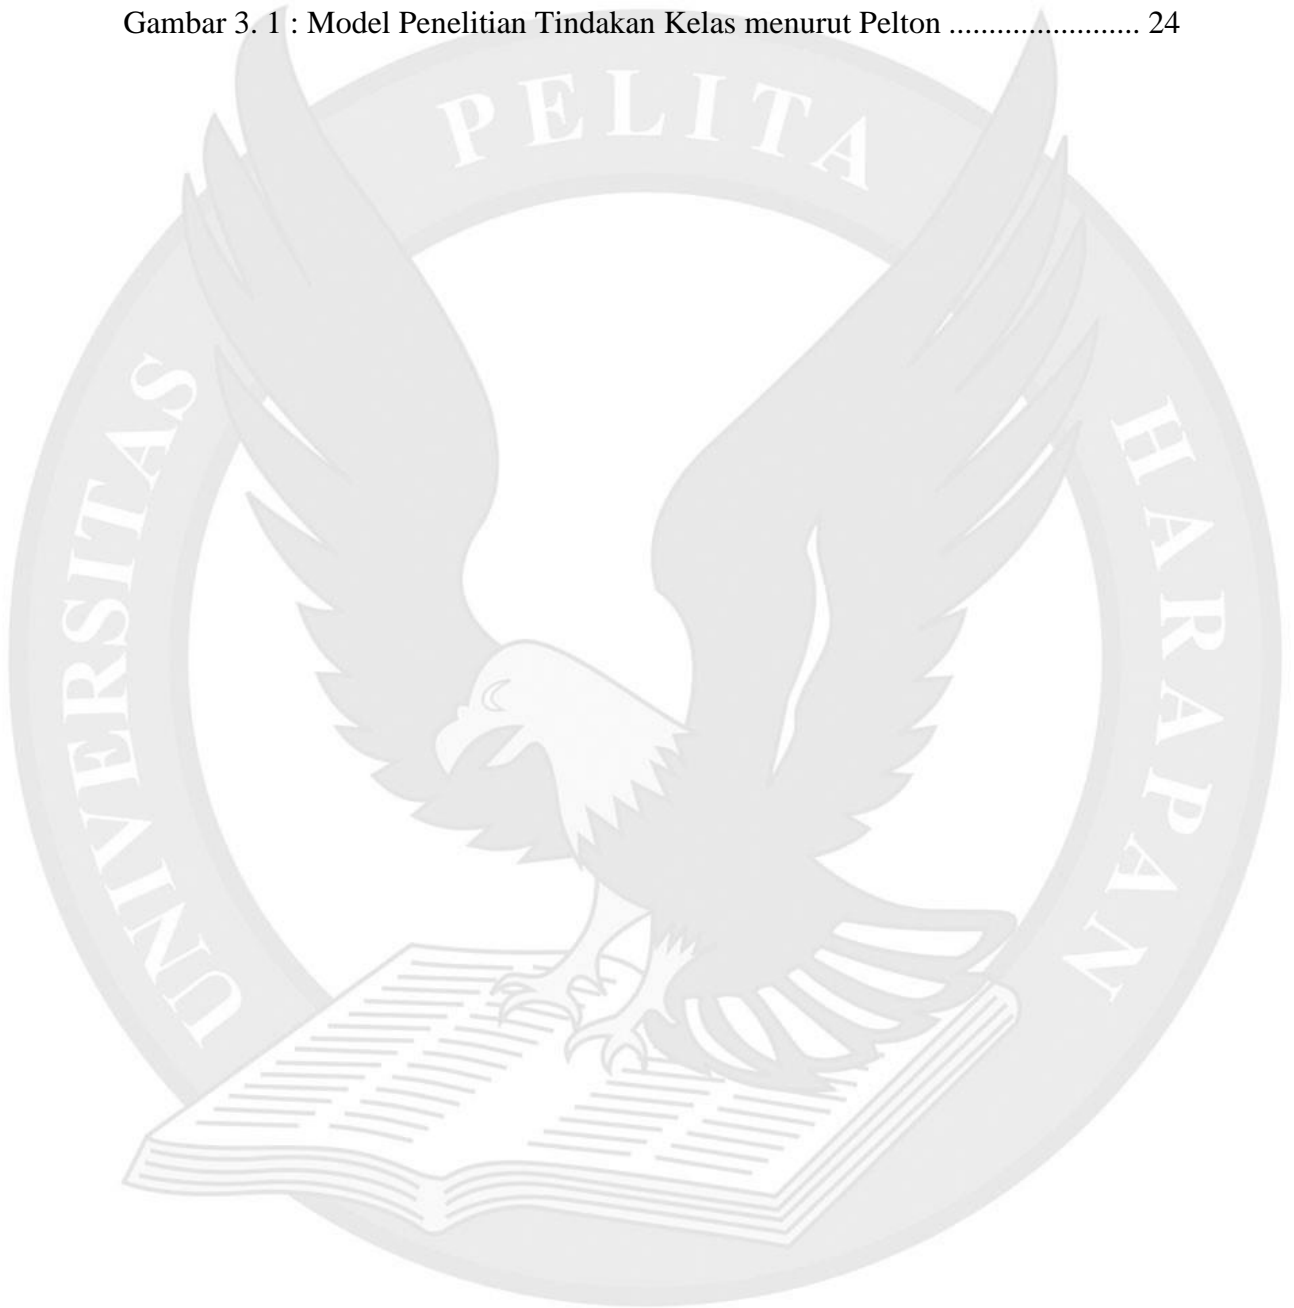 Gambar 3. 1 : Model Penelitian Tindakan Kelas menurut Pelton ........................ 24
UNIVERSITAS PELITA HARAPAN